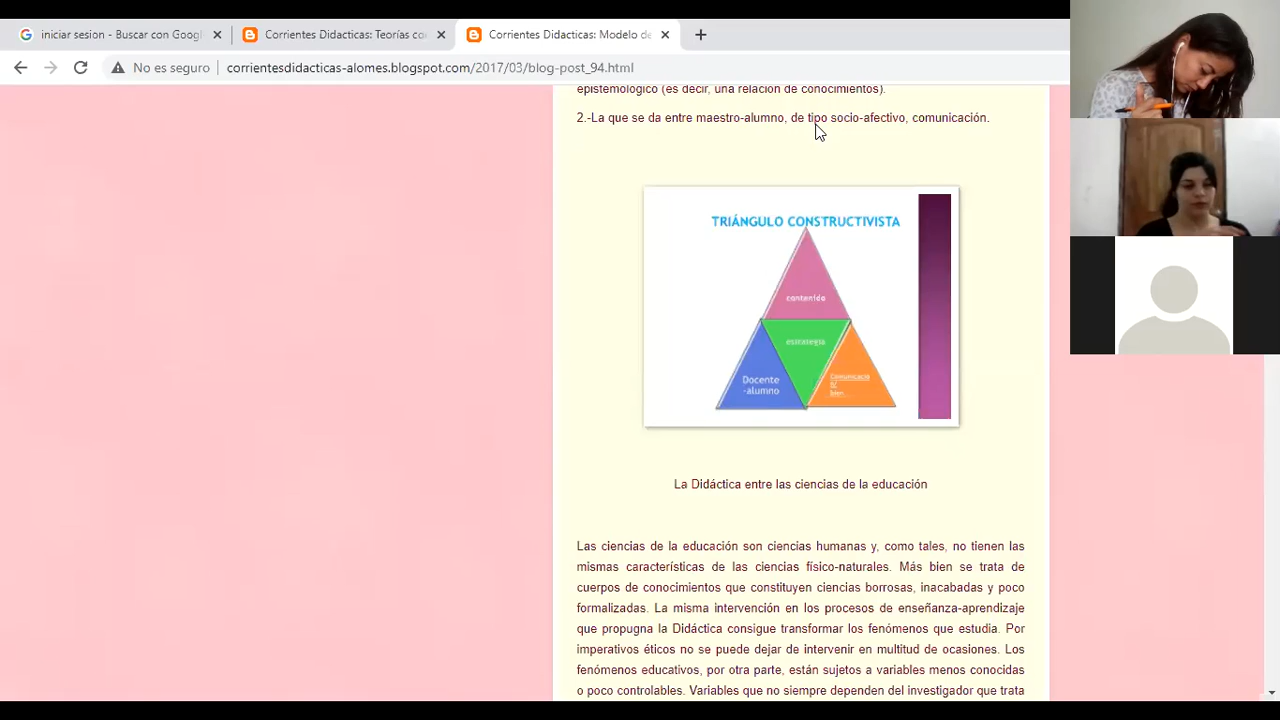 iniciar sesion - Buscar con Googl
Corrientes Didacticas: Teorías co
Corrientes Didacticas: Modelo de
No es seguro
corrientesdidacticas-alomes.blogspot.com/2017/03/blog-post_94.html
epistemológico (es decir, una relación de conocimientos).
2.-La que se da entre maestro-alumno, de tipo socio-afectivo, comunicación.
TRIÁNGULO CONSTRUCTIVISTA
contenido
estrategia
Docente
-alumno
Comunicació
La Didáctica entre las ciencias de la educación
Las ciencias de la educación son ciencias humanas y, como tales, no tienen las
mismas características de las ciencias físico-naturales. Más bien se trata de
cuerpos de conocimientos que constituyen ciencias borrosas, inacabadas y poco
formalizadas. La misma intervención en los procesos de enseñanza-aprendizaje
que propugna la Didáctica consigue transformar los fenómenos que estudia. Por
imperativos éticos no se puede dejar de intervenir en multitud de ocasiones. Los
fenómenos educativos, por otra parte, están sujetos a variables menos conocidas
o poco controlables. Variables que no siempre dependen del investigador que trata